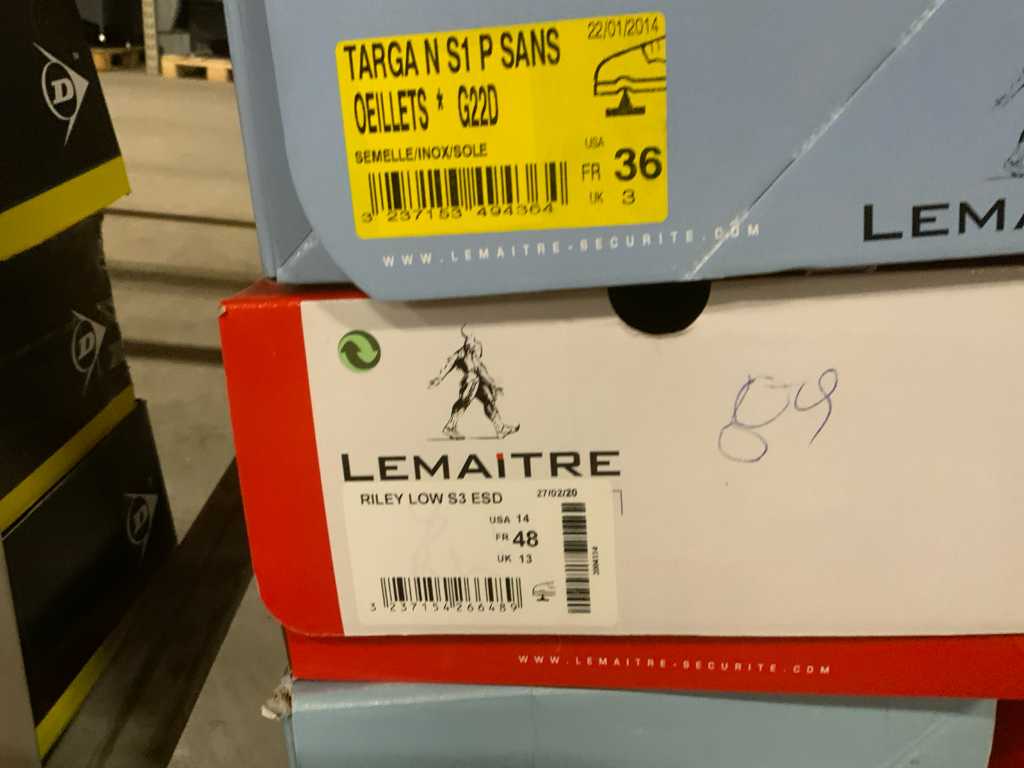 22/01/2014
TARGA N S1 P SANS
OEILLETS * G22D
SEMELLE/INOX/SOLE
USA
FR 36
UK 3
3 237153 494364
WWW.LEMAITRE-SECURITE.COM
LEMA
LEMAiTRE
RILEY LOW S3 ESD 27/02/20
USA 14
FR 48
UK 13
3 237154 266489
WWW.LEMAITRE-SECURITE.COM
D
D
D